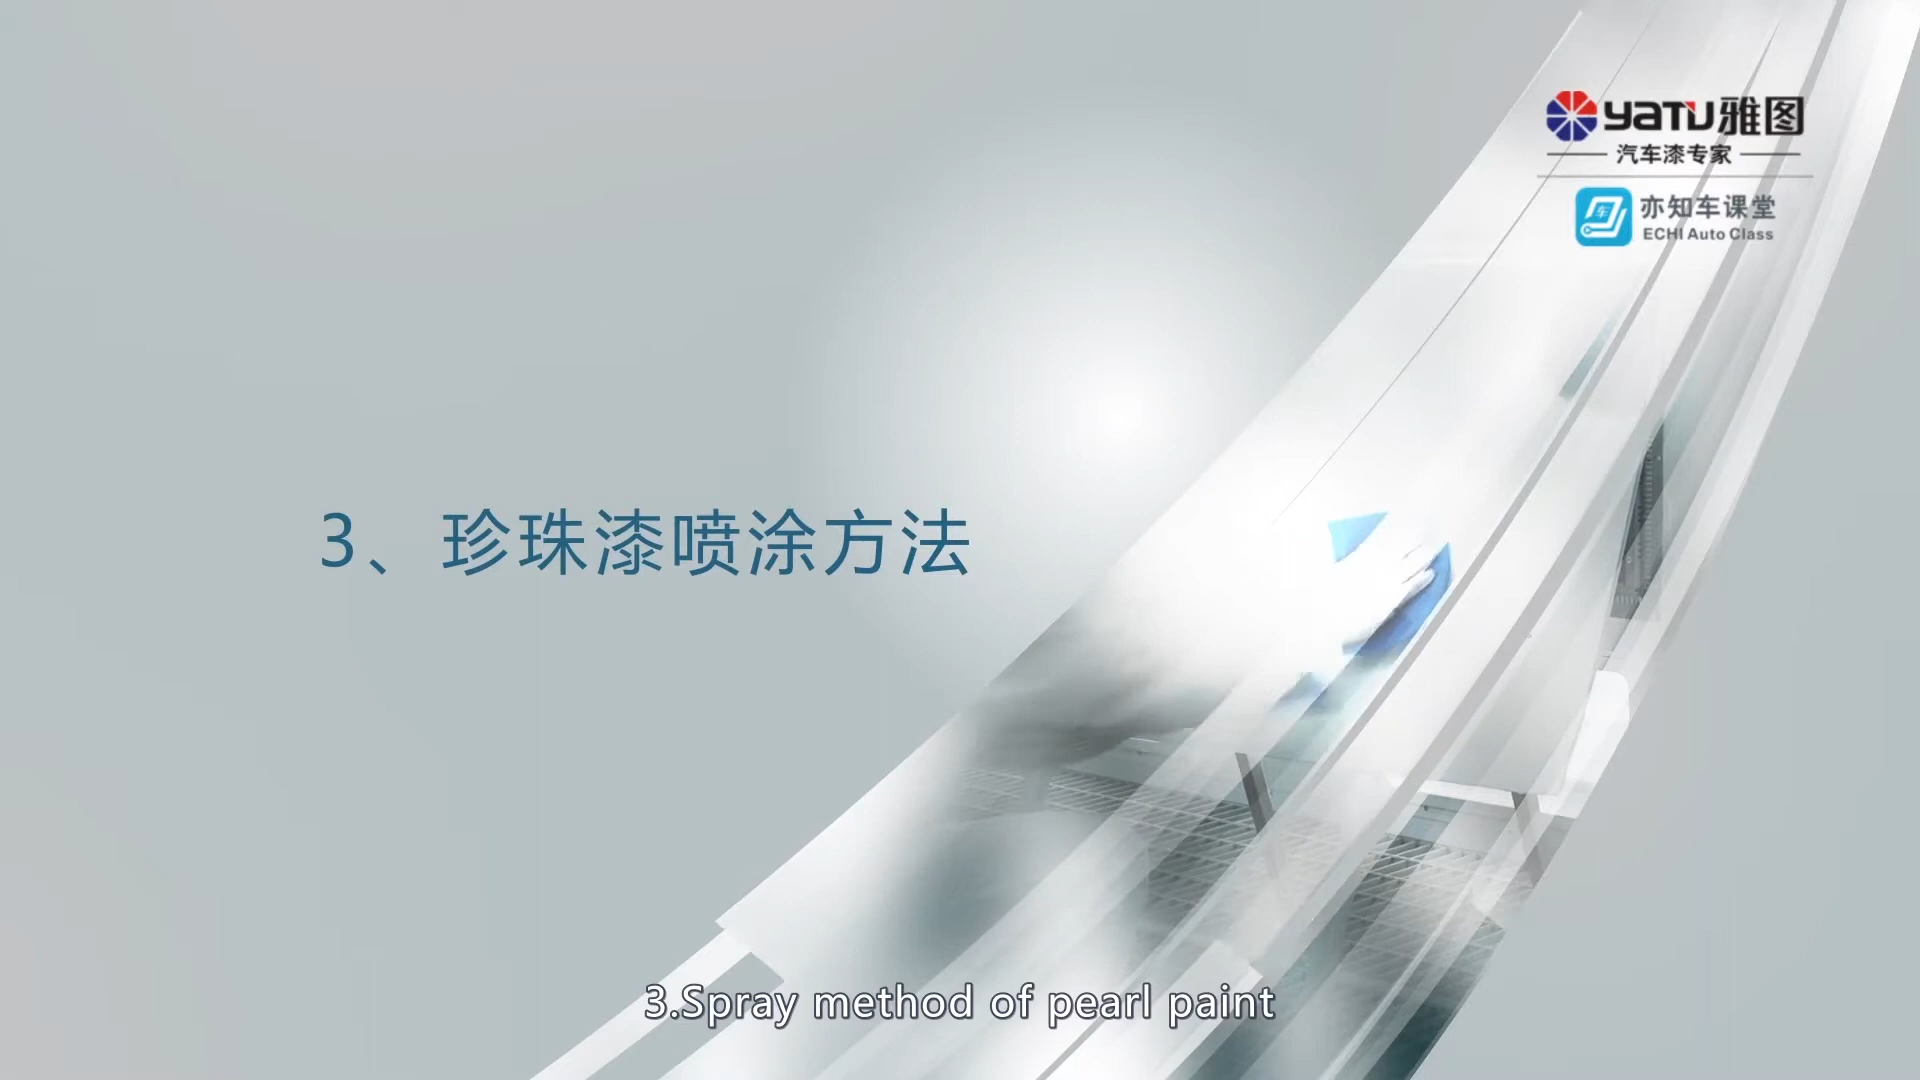 YATU雅图
汽车漆专家
亦知车课堂
ECHI Auto Class
3、珍珠漆喷涂方法
3.Spray method of pearl paint